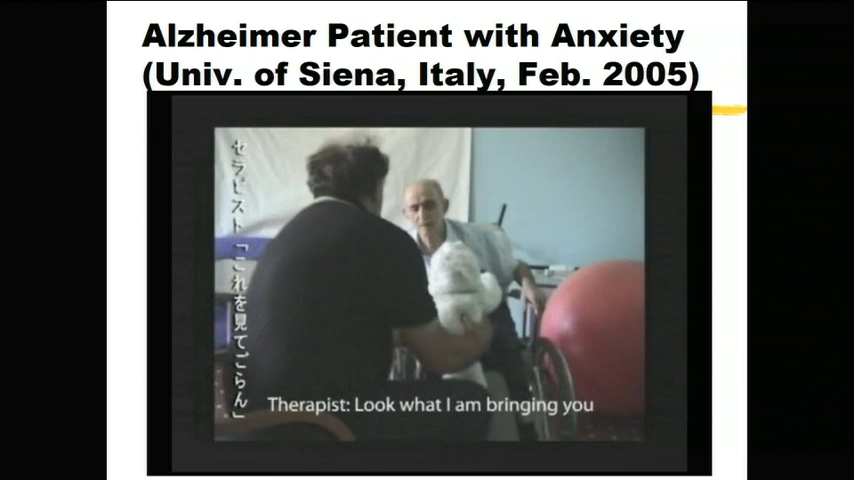 Alzheimer Patient with Anxiety
(Univ. of Siena, Italy, Feb. 2005)
セラピスト「これを見てごらん」
Therapist: Look what I am bringing you